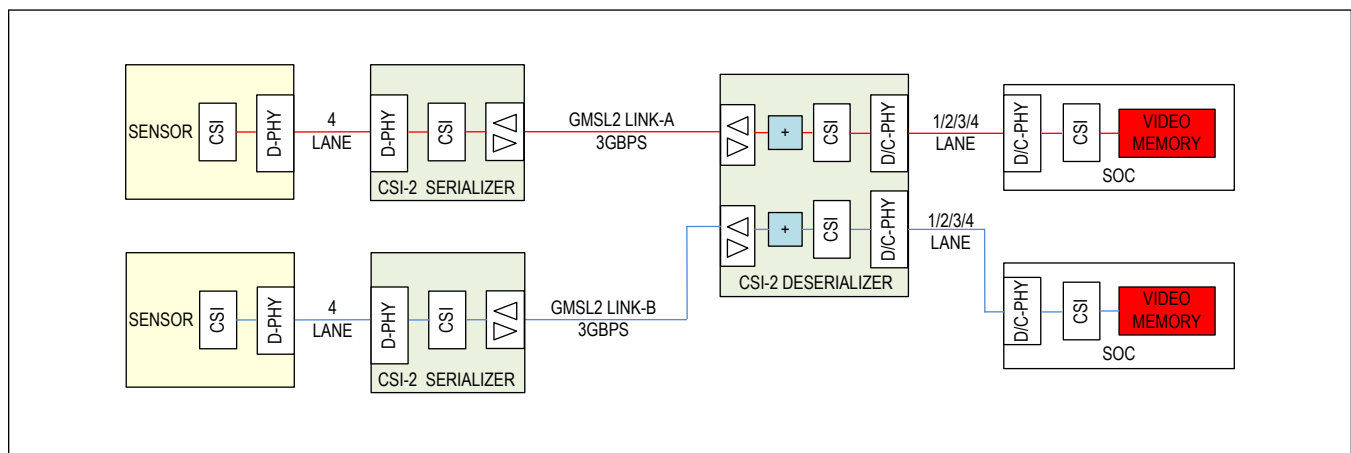 SENSOR
CSI
D-PHY
4
LANE
D-PHY
CSI
CSI-2 SERIALIZER
GMSL2 LINK-A
3GBPS
+
CSI
D/C-PHY
1/2/3/4
LANE
D/C-PHY
CSI
VIDEO
MEMORY
SOC
SENSOR
CSI
D-PHY
4
LANE
D-PHY
CSI
CSI-2 SERIALIZER
GMSL2 LINK-B
3GBPS
+
CSI
D/C-PHY
CSI-2 DESERIALIZER
1/2/3/4
LANE
D/C-PHY
CSI
VIDEO
MEMORY
SOC